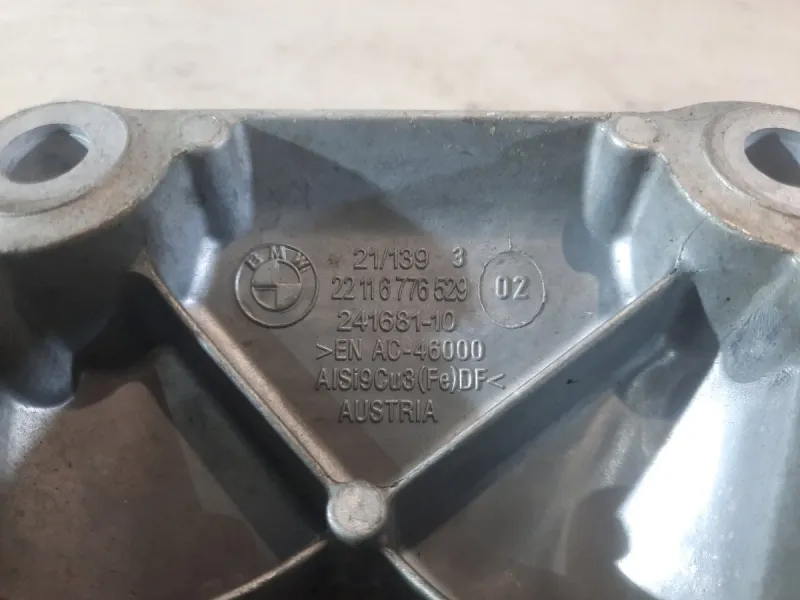 BMW
21/139 3
22 11 6 776 529
02
241681-10
>EN AC-46000
AlSi9Cu3(Fe)DF<
AUSTRIA